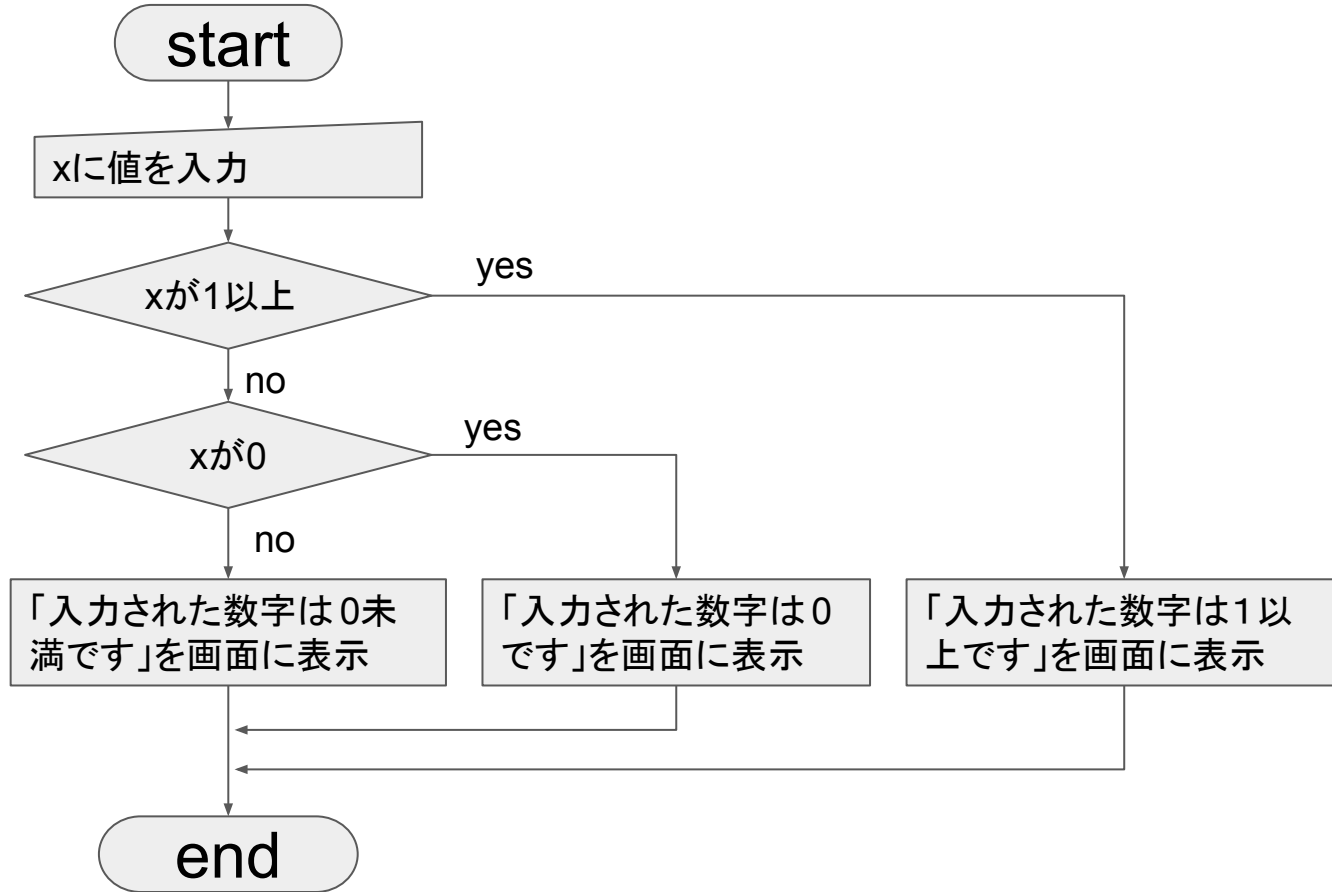 start
xに値を入力
xが1以上
yes
no
xが0
yes
no
「入力された数字は0未
満です」を画面に表示
「入力された数字は0
です」を画面に表示
「入力された数字は1以
上です」を画面に表示
end